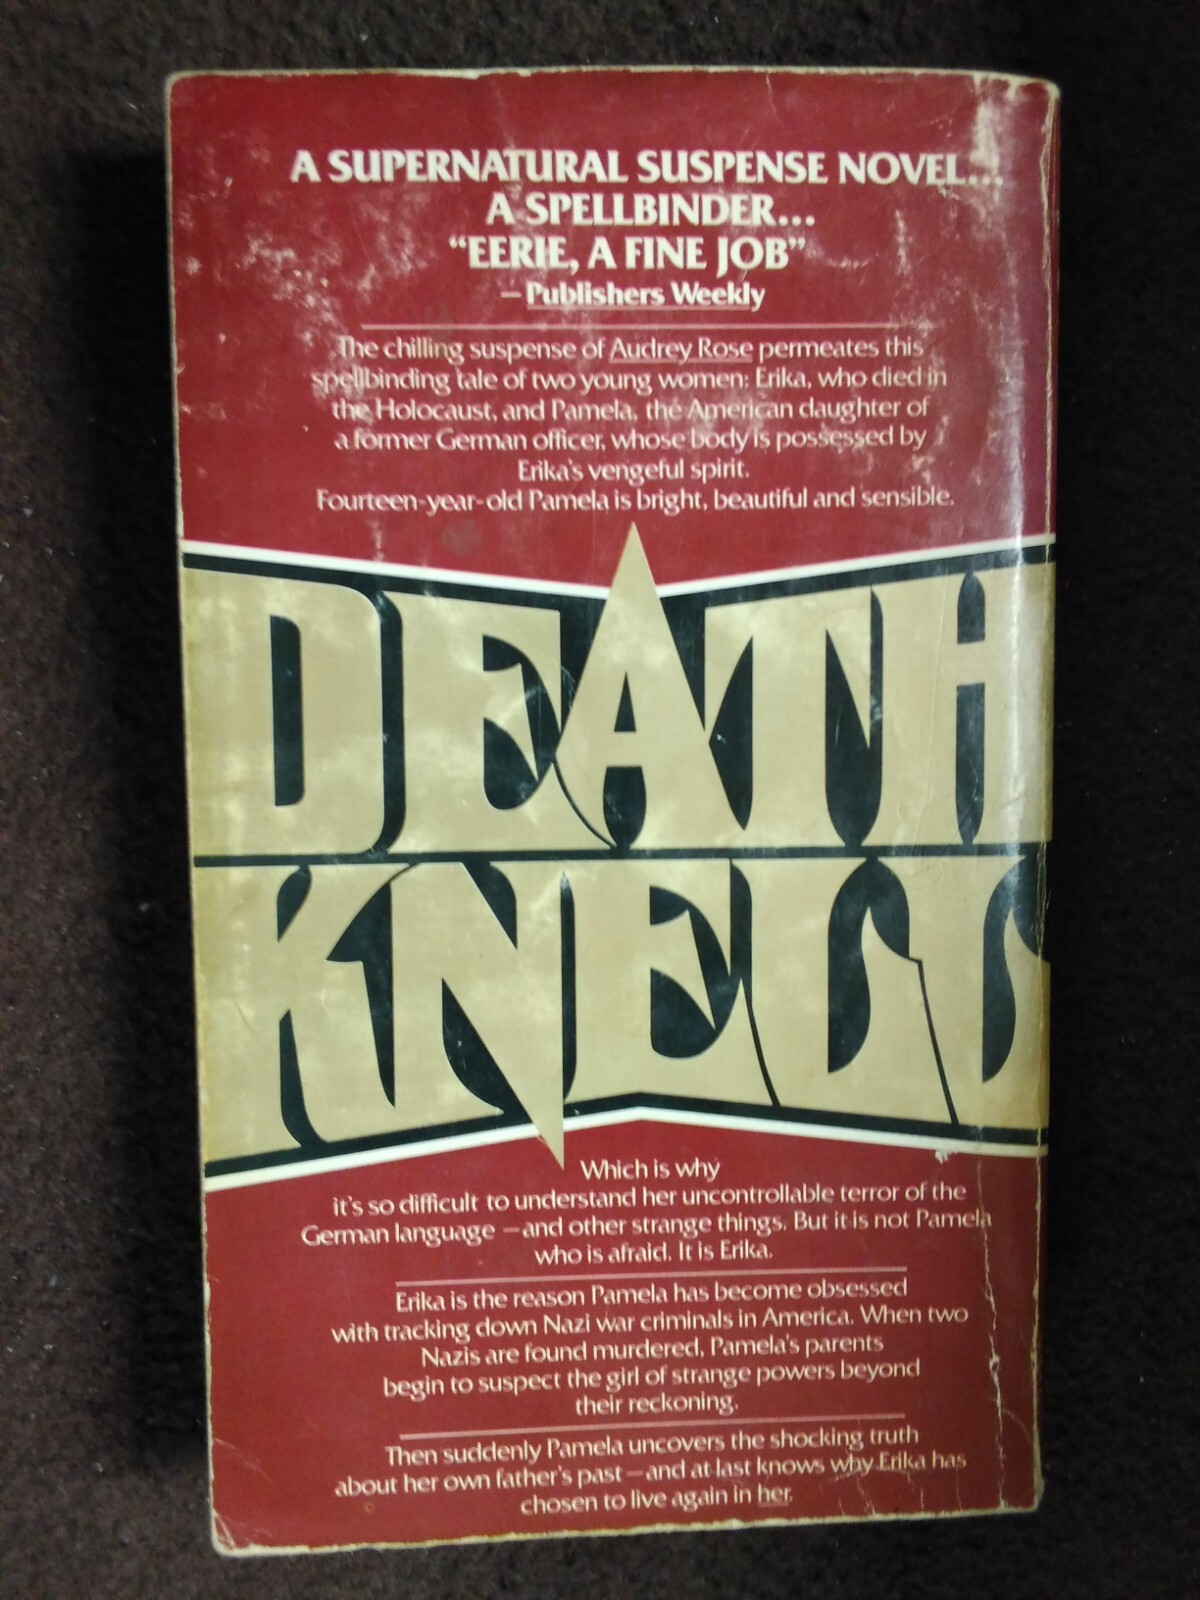 A SUPERNATURAL SUSPENSE NOVEL...
A SPELLBINDER...
“EERIE, A FINE JOB”
—Publishers Weekly
The chilling suspense of Audrey Rose permeates this
spellbinding tale of two young women: Erika, who died in
the Holocaust, and Pamela, the American daughter of
a former German officer, whose body is possessed by
Erika's vengeful spirit.
Fourteen-year-old Pamela is bright, beautiful and sensible.
DEATH
KNELL
Which is why
it's so difficult to understand her uncontrollable terror of the
German language—and other strange things. But it is not Pamela
who is afraid. It is Erika.
Erika is the reason Pamela has become obsessed
with tracking down Nazi war criminals in America. When two
Nazis are found murdered, Pamela's parents
begin to suspect the girl of strange powers beyond
their reckoning.
Then suddenly Pamela uncovers the shocking truth
about her own father's past—and at last knows why Erika has
chosen to live again in her.